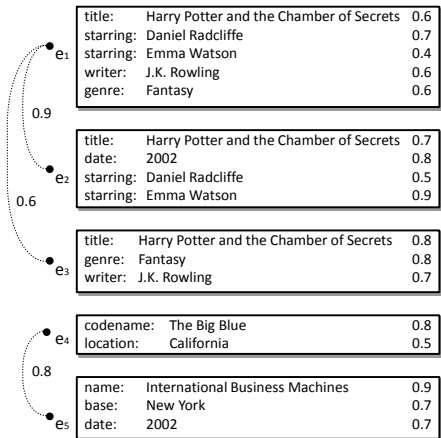 e1
title: Harry Potter and the Chamber of Secrets 0.6
starring: Daniel Radcliffe 0.7
starring: Emma Watson 0.4
writer: J.K. Rowling 0.6
genre: Fantasy 0.6
0.9
e2
title: Harry Potter and the Chamber of Secrets 0.7
date: 2002 0.8
starring: Daniel Radcliffe 0.5
starring: Emma Watson 0.9
0.6
e3
title: Harry Potter and the Chamber of Secrets 0.8
genre: Fantasy 0.8
writer: J.K. Rowling 0.7
e4
codename: The Big Blue 0.8
location: California 0.5
0.8
e5
name: International Business Machines 0.9
base: New York 0.7
date: 2002 0.7